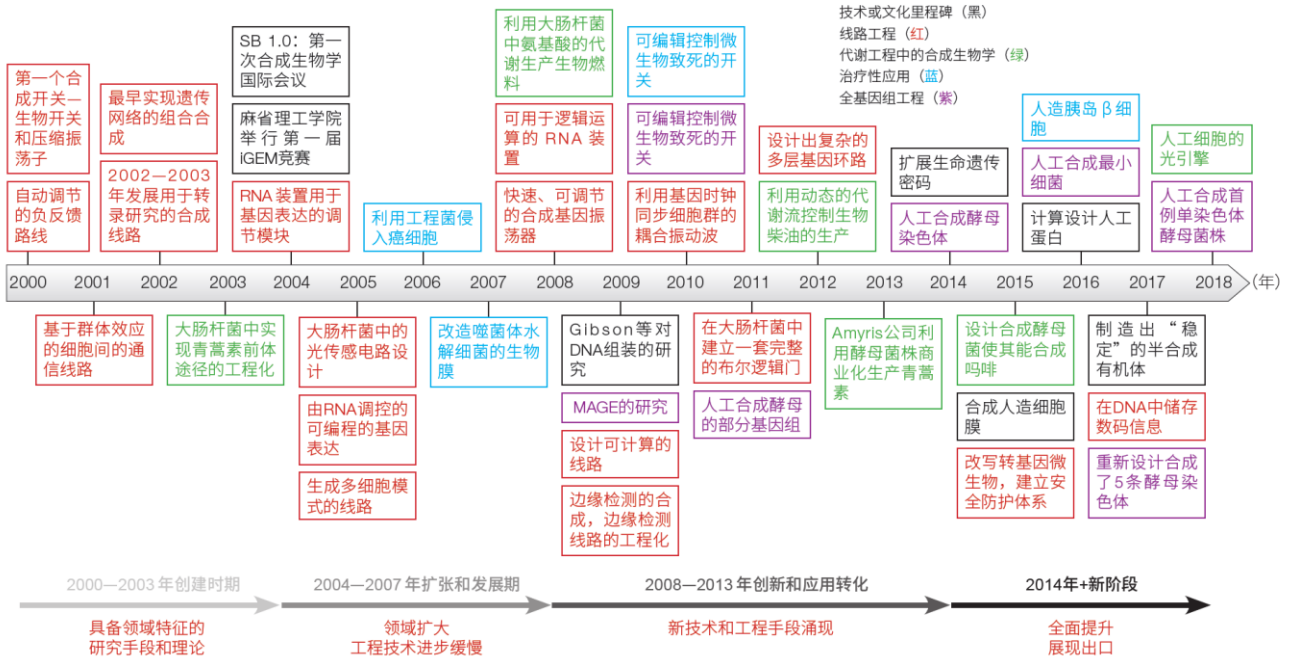 技术或文化里程碑（黑）
线路工程（红）
代谢工程中的合成生物学（绿）
治疗性应用（蓝）
全基因组工程（紫）
第一个合
成开关—
生物开关
和压缩振
荡子
自动调节
的负反馈
路线
最早实现遗传
网络的组合合
成
2002—2003
年发展用于转
录研究的合成
线路
SB 1.0：第一
次合成生物学
国际会议
麻省理工学院
举行第一届
iGEM竞赛
RNA装置用于
基因表达的调
节模块
利用工程菌侵
入癌细胞
利用大肠杆菌
中氨基酸的代
谢生产生物燃
料
可用于逻辑运
算的 RNA 装
置
快速、可调节
的合成基因振
荡器
可编辑控制微
生物致死的开
关
可编辑控制微
生物致死的开
关
利用基因时钟
同步细胞群的
耦合振动波
设计出复杂的
多层基因环路
利用动态的代
谢流控制生物
柴油的生产
扩展生命遗传
密码
人工合成酵母
染色体
人造胰岛β细
胞
人工合成最小
细菌
计算设计人工
蛋白
人工细胞的
光引擎
人工合成首
例单染色体
酵母菌株
2000 2001 2002 2003 2004 2005 2006 2007 2008 2009 2010 2011 2012 2013 2014 2015 2016 2017 2018 （年）
基于群体效应
的细胞间的通
信线路
大肠杆菌中实
现青蒿素前体
途径的工程化
大肠杆菌中的
光传感电路设
计
由RNA调控的
可编程的基因
表达
生成多细胞模
式的线路
改造噬菌体水
解细菌的生物
膜
Gibson等对
DNA组装的研
究
MAGE的研究
设计可计算的
线路
边缘检测的合
成，边缘检测
线路的工程化
在大肠杆菌中
建立一套完整
的布尔逻辑门
人工合成酵母
的部分基因组
Amyris公司利
用酵母菌株商
业化生产青蒿
素
设计合成酵母
菌使其能合成
吗啡
合成人造细胞
膜
改写转基因微
生物，建立安
全防护体系
制造出“稳
定”的半合成
有机体
在DNA中储存
数码信息
重新设计合成
了5条酵母染
色体
2000—2003 年创建时期
具备领域特征的
研究手段和理论
2004—2007 年扩张和发展期
领域扩大
工程技术进步缓慢
2008—2013 年创新和应用转化
新技术和工程手段涌现
2014年+新阶段
全面提升
展现出口